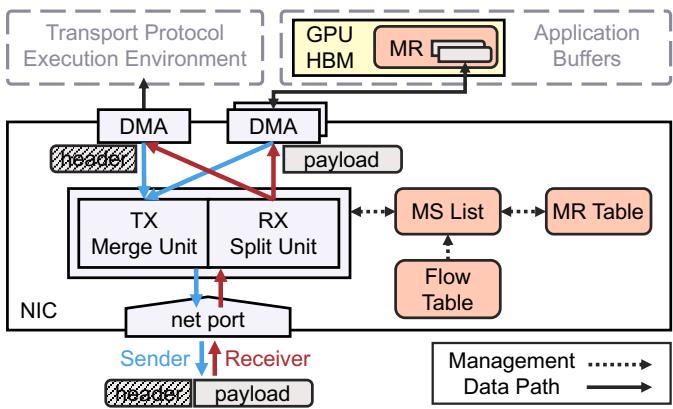 Transport Protocol
Execution Environment
GPU
HBM
MR
Application
Buffers
DMA
DMA
header
payload
TX
Merge Unit
RX
Split Unit
MS List
MR Table
Flow
Table
NIC
net port
Sender
Receiver
header
payload
Management
Data Path